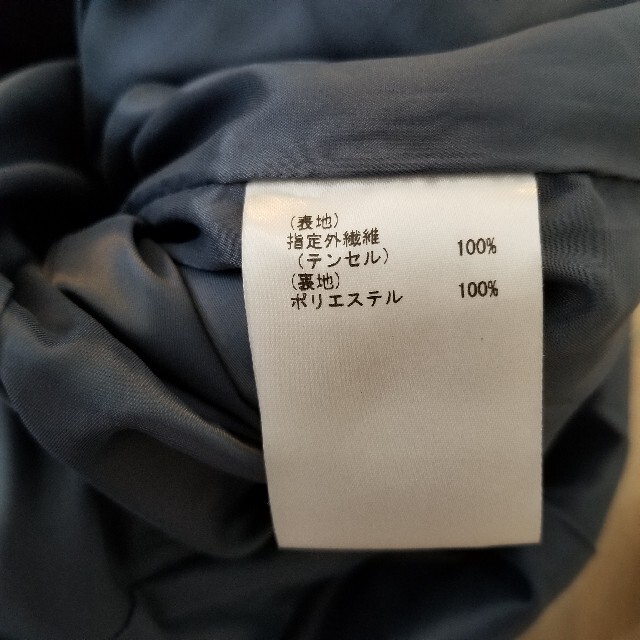 (表地)
指定外繊維
(テンセル) 100%
(裏地)
ポリエステル 100%